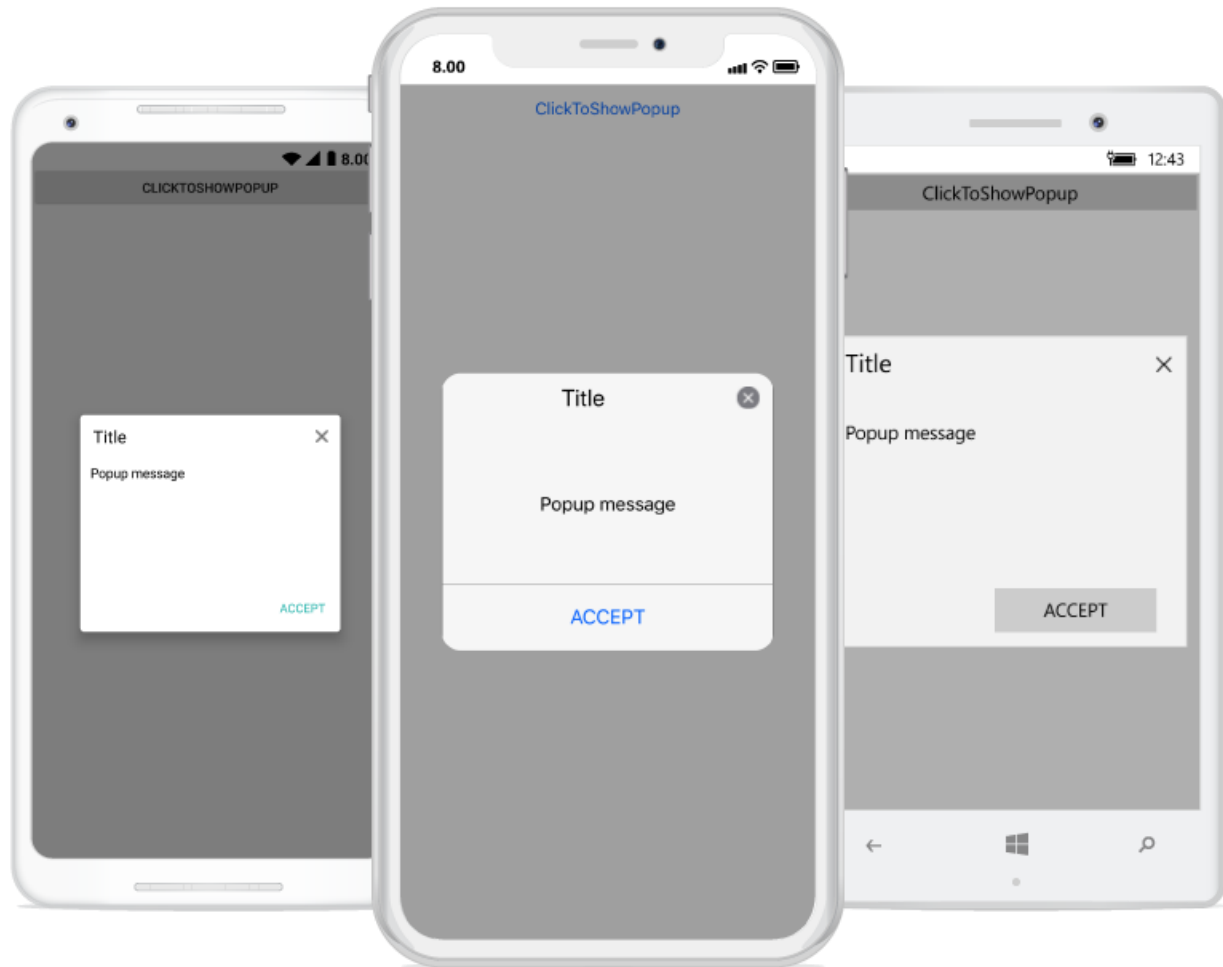 8.00
CLICKTOSHOWPOPUP
Title
Popup message
ACCEPT
8.00
ClickToShowPopup
Title
Popup message
ACCEPT
12:43
ClickToShowPopup
Title
Popup message
ACCEPT